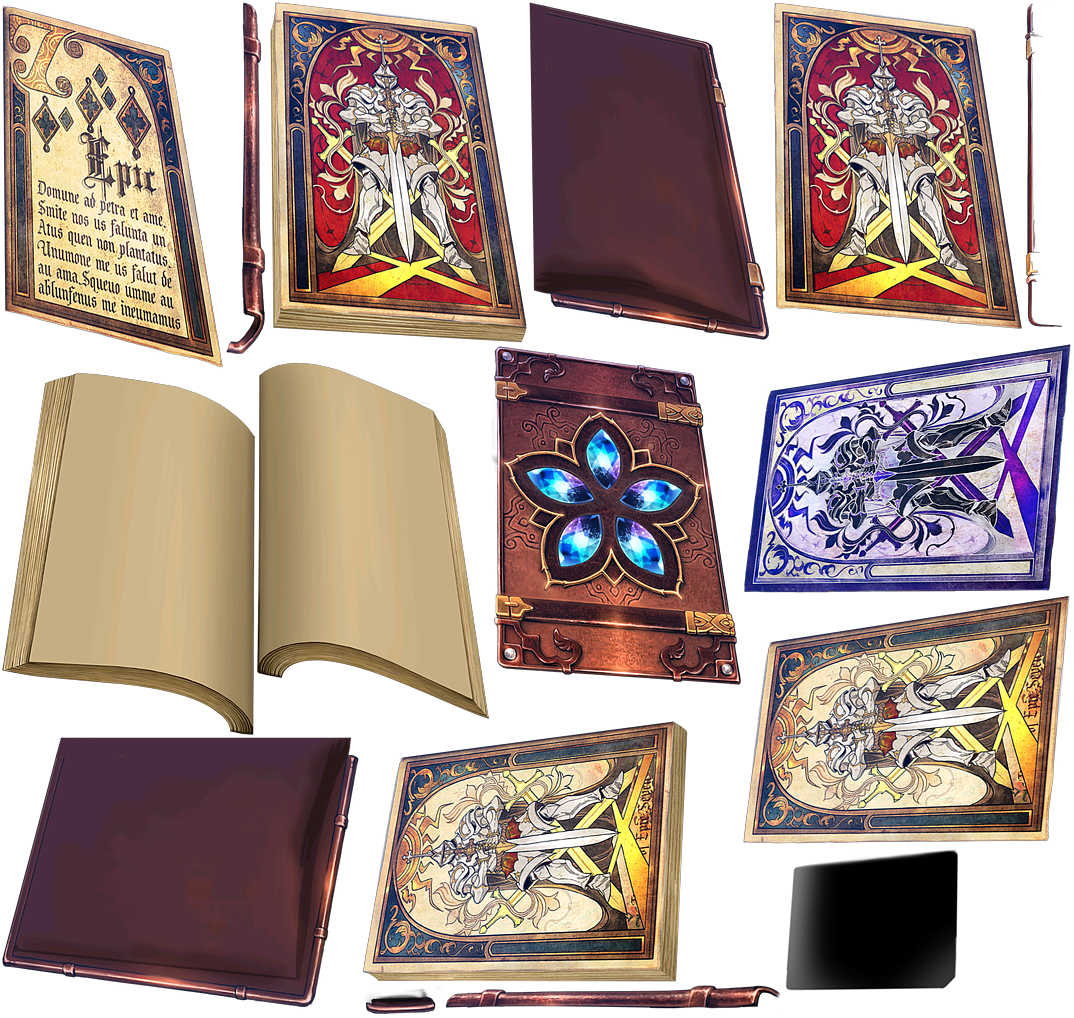 Epic
Domune ad petra et ame.
Smite nos us falunta un
Atus quen non plantatus.
Unumone me us falut de
au ama.Squeuo umme au
ablunfenus me ineumamus